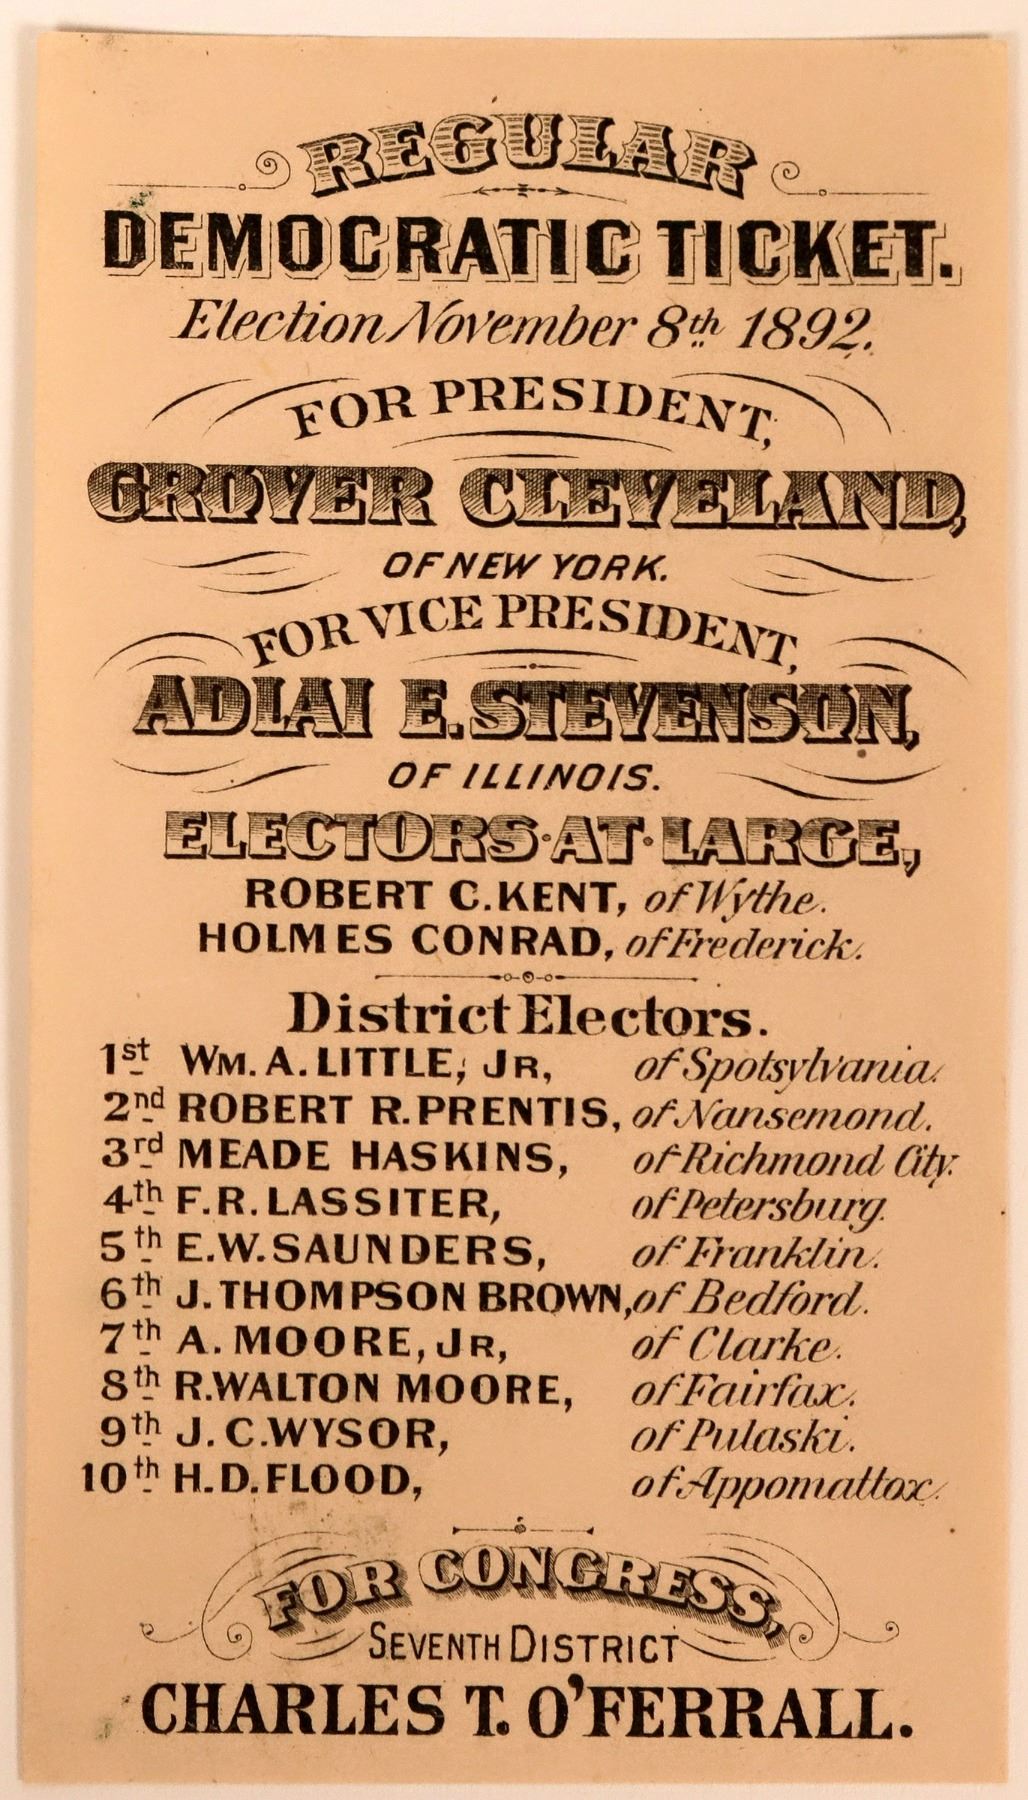 REGULAR
DEMOCRATIC TICKET.
Election November 8th 1892.
FOR PRESIDENT,
GROVER CLEVELAND,
OF NEW YORK.
FOR VICE PRESIDENT,
ADLAI E. STEVENSON,
OF ILLINOIS.
ELECTORS·AT·LARGE,
ROBERT C. KENT, of Wythe.
HOLMES CONRAD, of Frederick.
District Electors.
1st WM. A. LITTLE, JR, of Spotsylvania.
2nd ROBERT R. PRENTIS, of Nansemond.
3rd MEADE HASKINS, of Richmond City.
4th F. R. LASSITER, of Petersburg.
5th E. W. SAUNDERS, of Franklin.
6th J. THOMPSON BROWN, of Bedford.
7th A. MOORE, JR, of Clarke.
8th R. WALTON MOORE, of Fairfax.
9th J. C. WYSOR, of Pulaski.
10th H. D. FLOOD, of Appomattox.
FOR CONGRESS,
SEVENTH DISTRICT
CHARLES T. O'FERRALL.